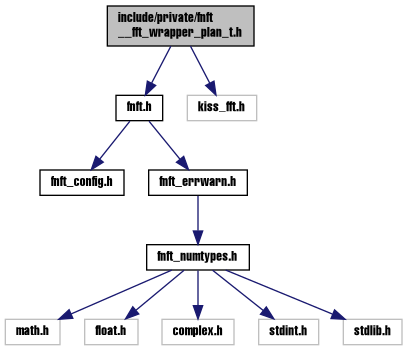 include/private/fnft
__fft_wrapper_plan_t.h
fnft.h
kiss_fft.h
fnft_config.h
fnft_errwarn.h
fnft_numtypes.h
math.h
float.h
complex.h
stdint.h
stdlib.h